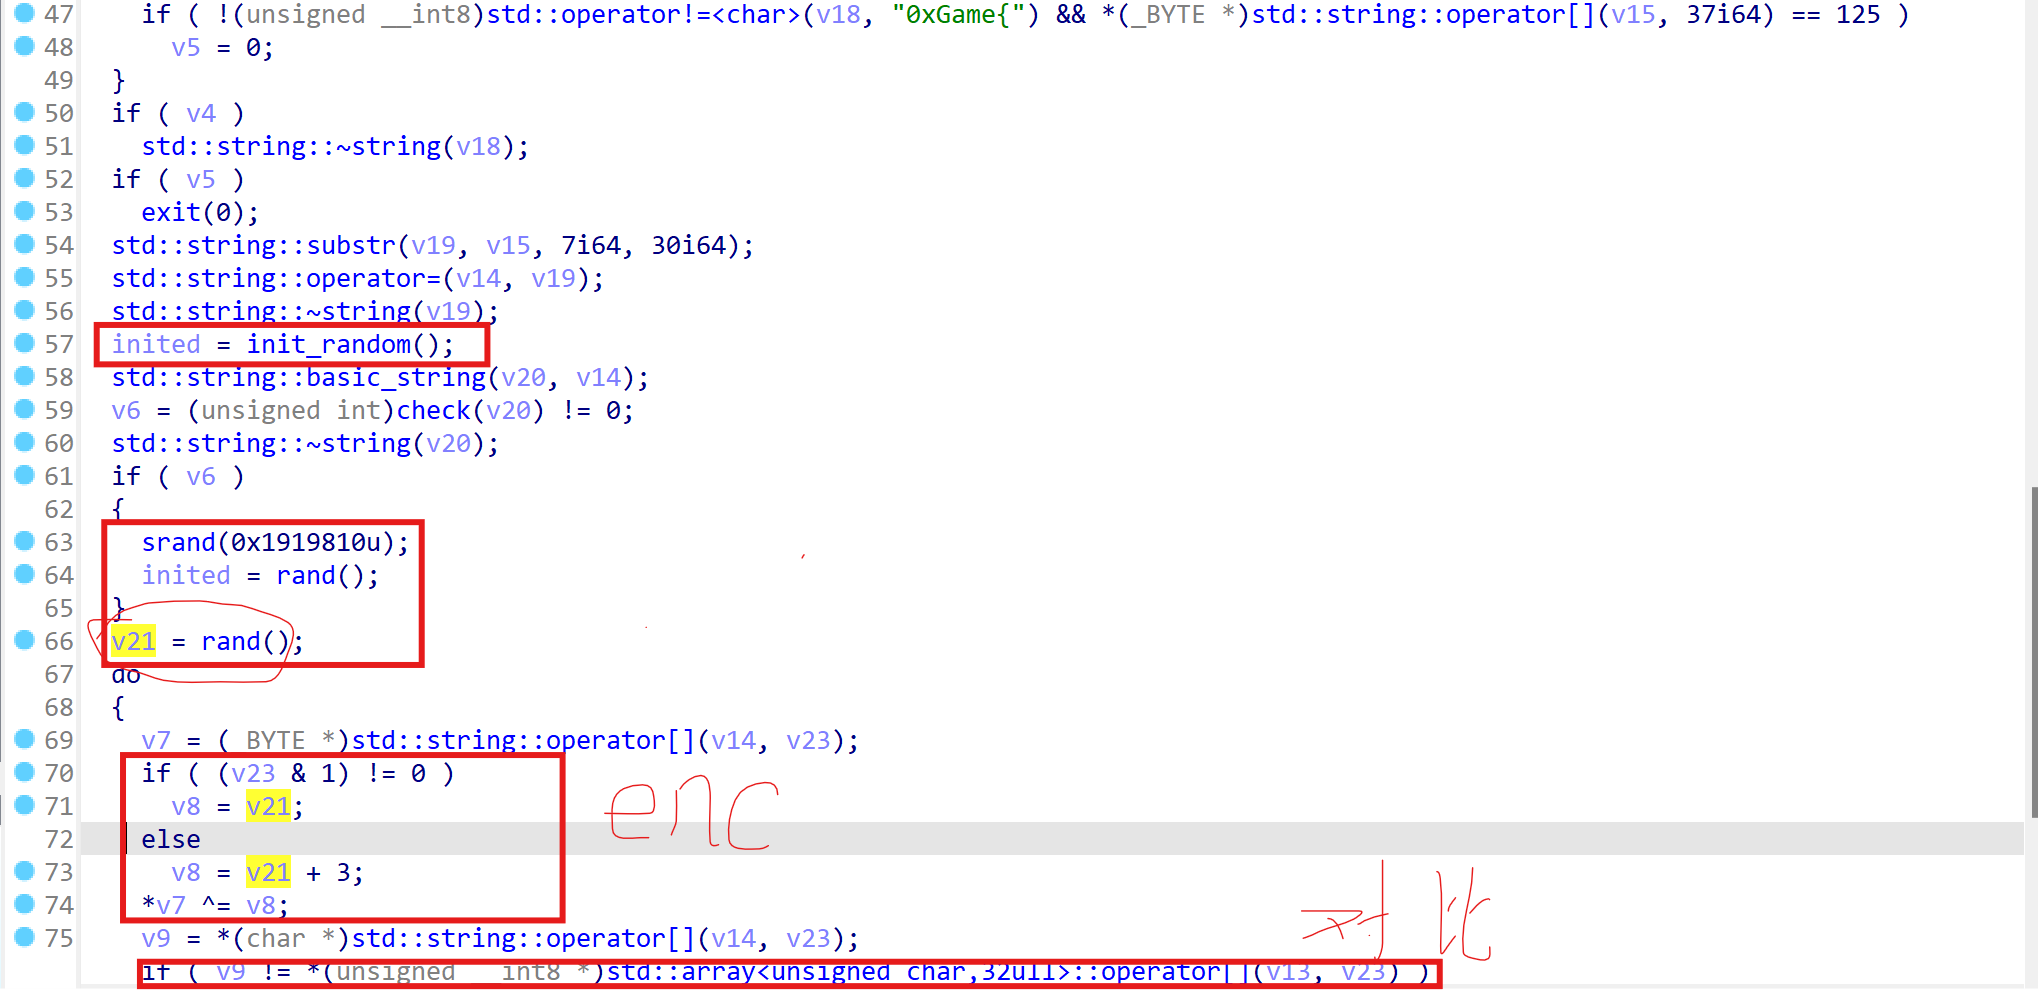 47 if ( !(unsigned __int8)std::operator!=<char>(v18, "0xGame{") && *(_BYTE *)std::string::operator[](v15, 37i64) == 125 )
48 v5 = 0;
49 }
50 if ( v4 )
51 std::string::~string(v18);
52 if ( v5 )
53 exit(0);
54 std::string::substr(v19, v15, 7i64, 30i64);
55 std::string::operator=(v14, v19);
56 std::string::~string(v19);
57 inited = init_random();
58 std::string::basic_string(v20, v14);
59 v6 = (unsigned int)check(v20) != 0;
60 std::string::~string(v20);
61 if ( v6 )
62 {
63 srand(0x1919810u);
64 inited = rand();
65 }
66 v21 = rand();
67 do
68 {
69 v7 = (_BYTE *)std::string::operator[](v14, v23);
70 if ( (v23 & 1) != 0 )
71 v8 = v21;
72 else
73 v8 = v21 + 3;
74 *v7 ^= v8;
enc
75 v9 = *(char *)std::string::operator[](v14, v23);
对比
if ( v9 != *(unsigned __int8 *)std::array<unsigned char,32ull>::operator[](v13, v23) )